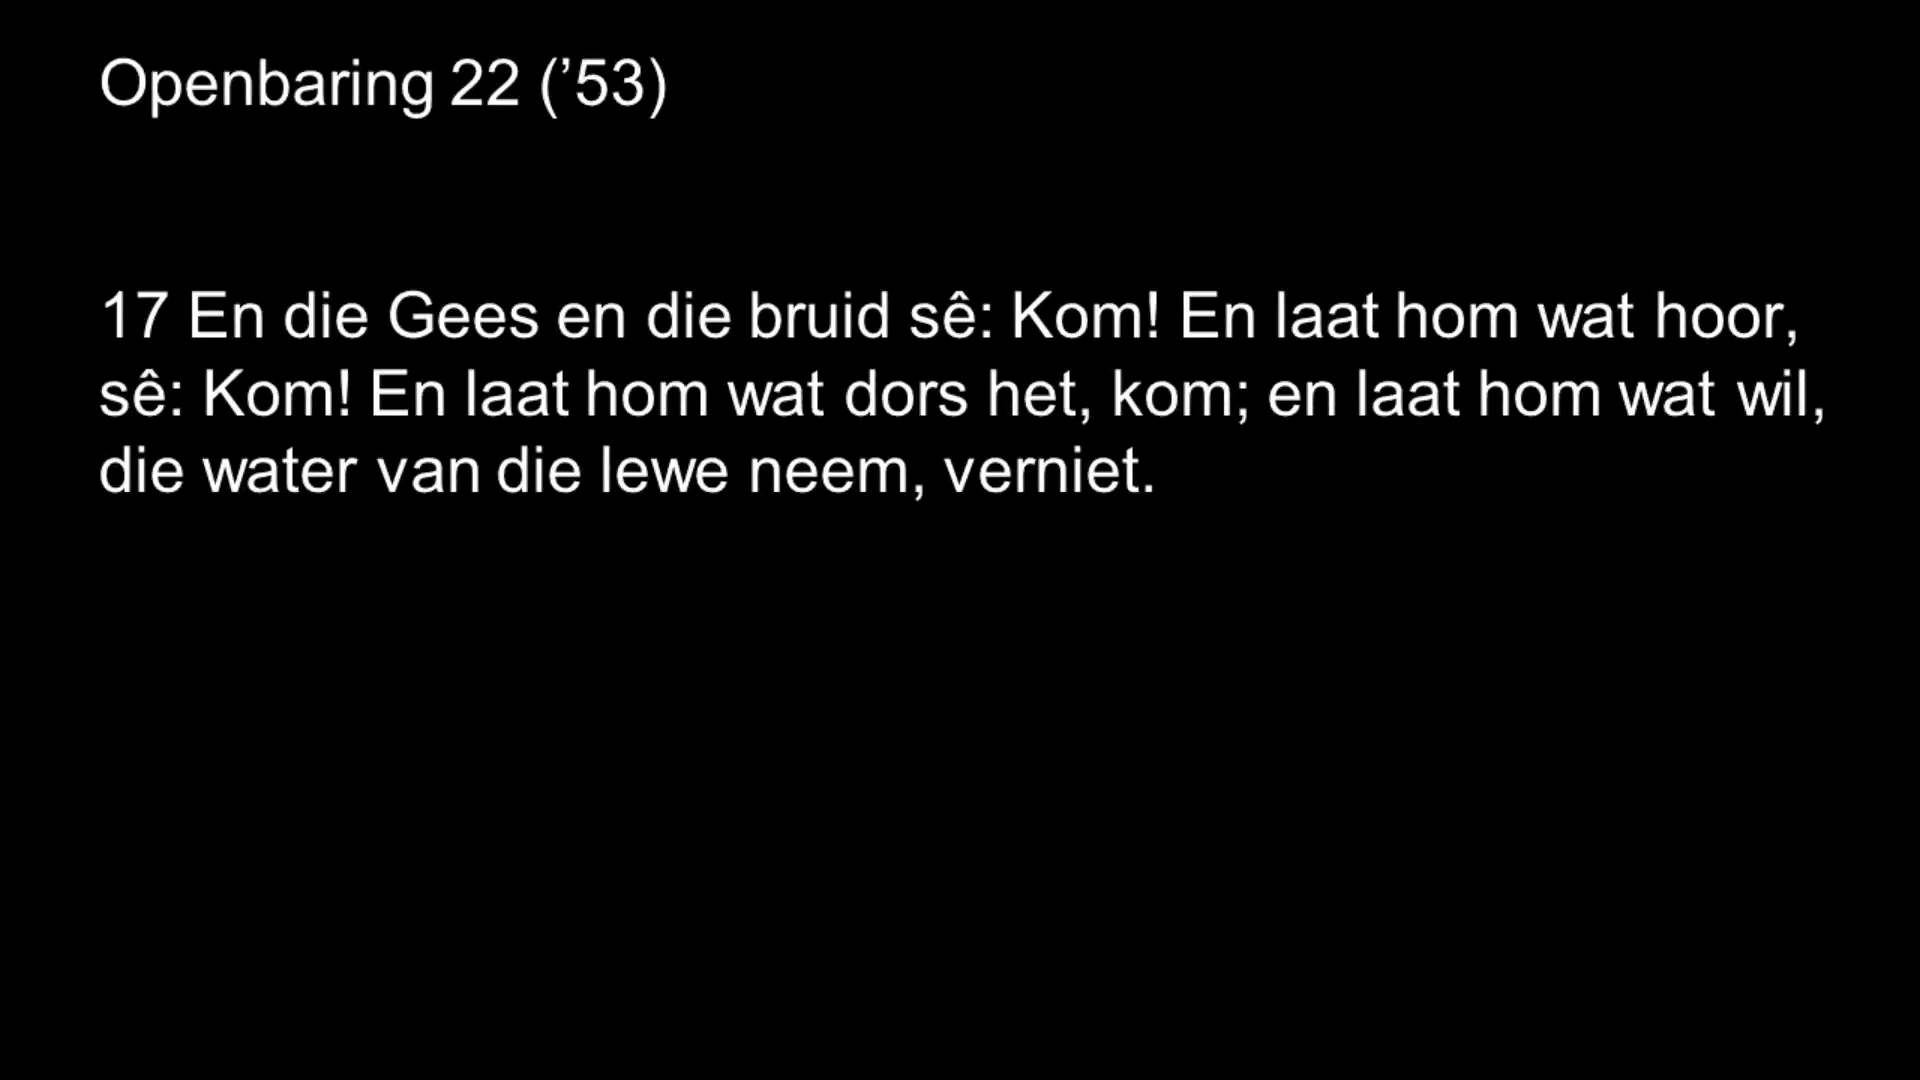 Openbaring 22 (’53)
17 En die Gees en die bruid sê: Kom! En laat hom wat hoor,
sê: Kom! En laat hom wat dors het, kom; en laat hom wat wil,
die water van die lewe neem, verniet.